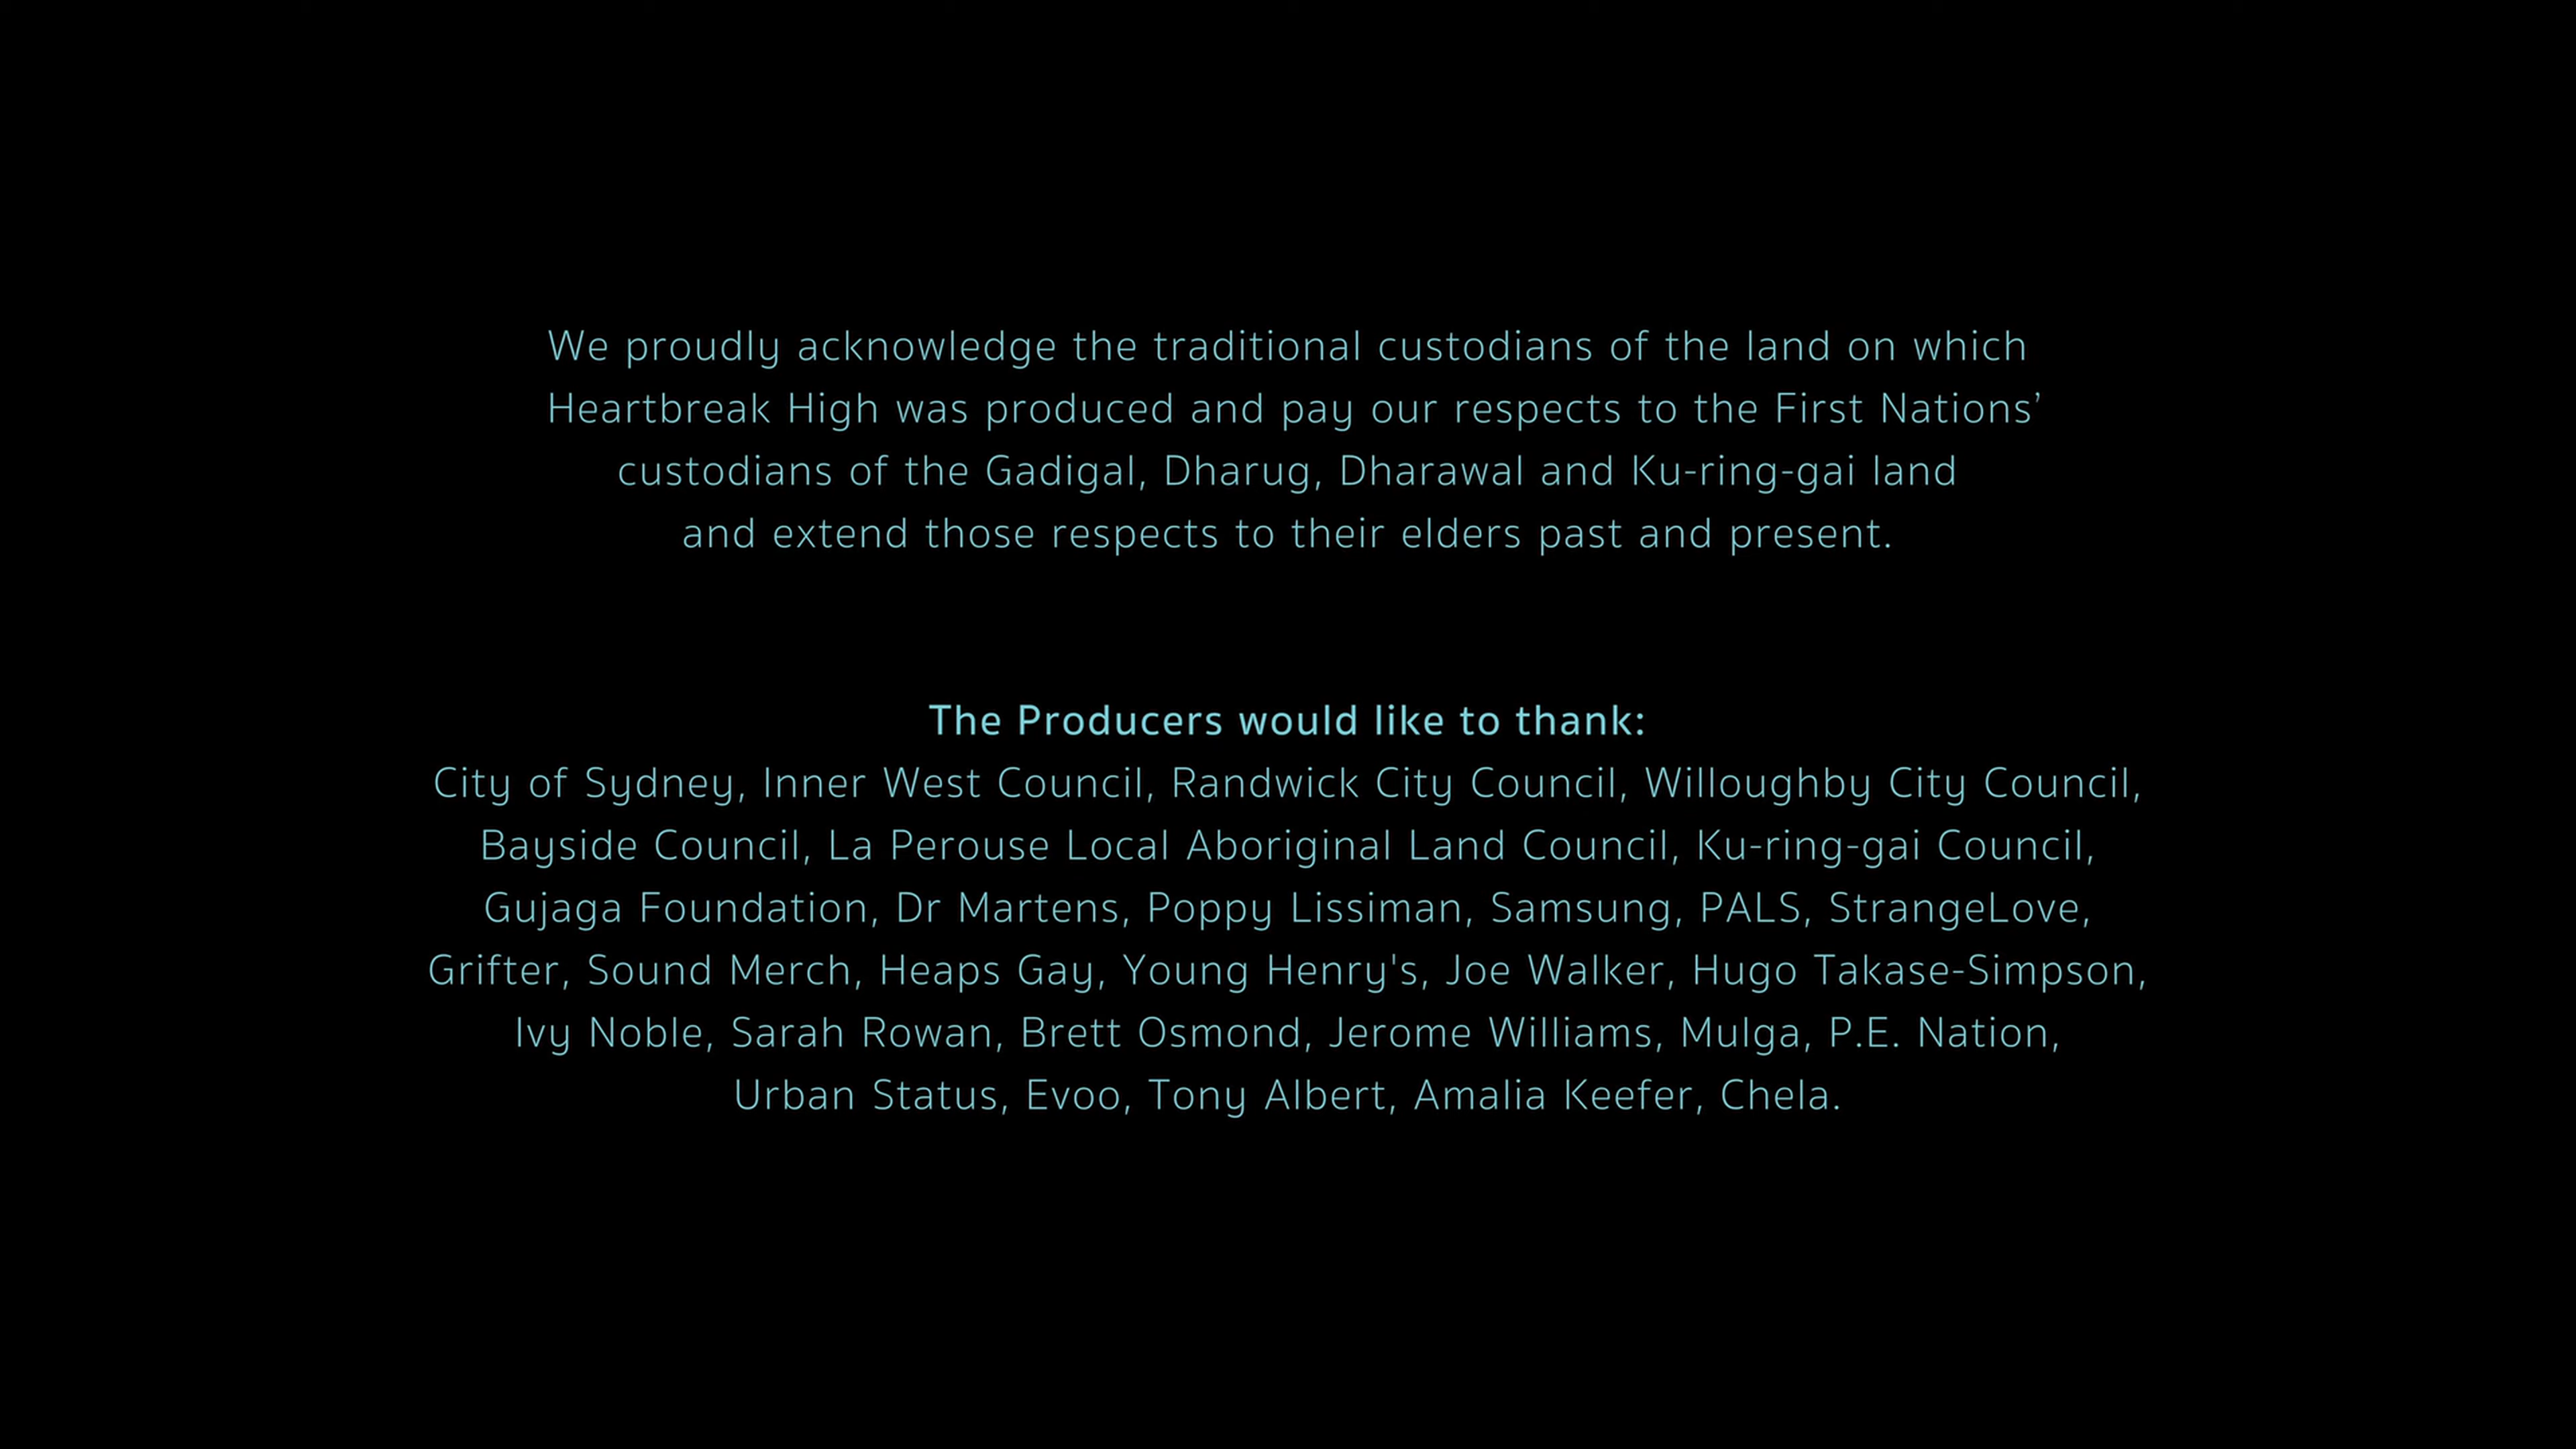 We proudly acknowledge the traditional custodians of the land on which
Heartbreak High was produced and pay our respects to the First Nations’
custodians of the Gadigal, Dharug, Dharawal and Ku-ring-gai land
and extend those respects to their elders past and present.
The Producers would like to thank:
City of Sydney, Inner West Council, Randwick City Council, Willoughby City Council,
Bayside Council, La Perouse Local Aboriginal Land Council, Ku-ring-gai Council,
Gujaga Foundation, Dr Martens, Poppy Lissiman, Samsung, PALS, StrangeLove,
Grifter, Sound Merch, Heaps Gay, Young Henry's, Joe Walker, Hugo Takase-Simpson,
Ivy Noble, Sarah Rowan, Brett Osmond, Jerome Williams, Mulga, P.E. Nation,
Urban Status, Evoo, Tony Albert, Amalia Keefer, Chela.